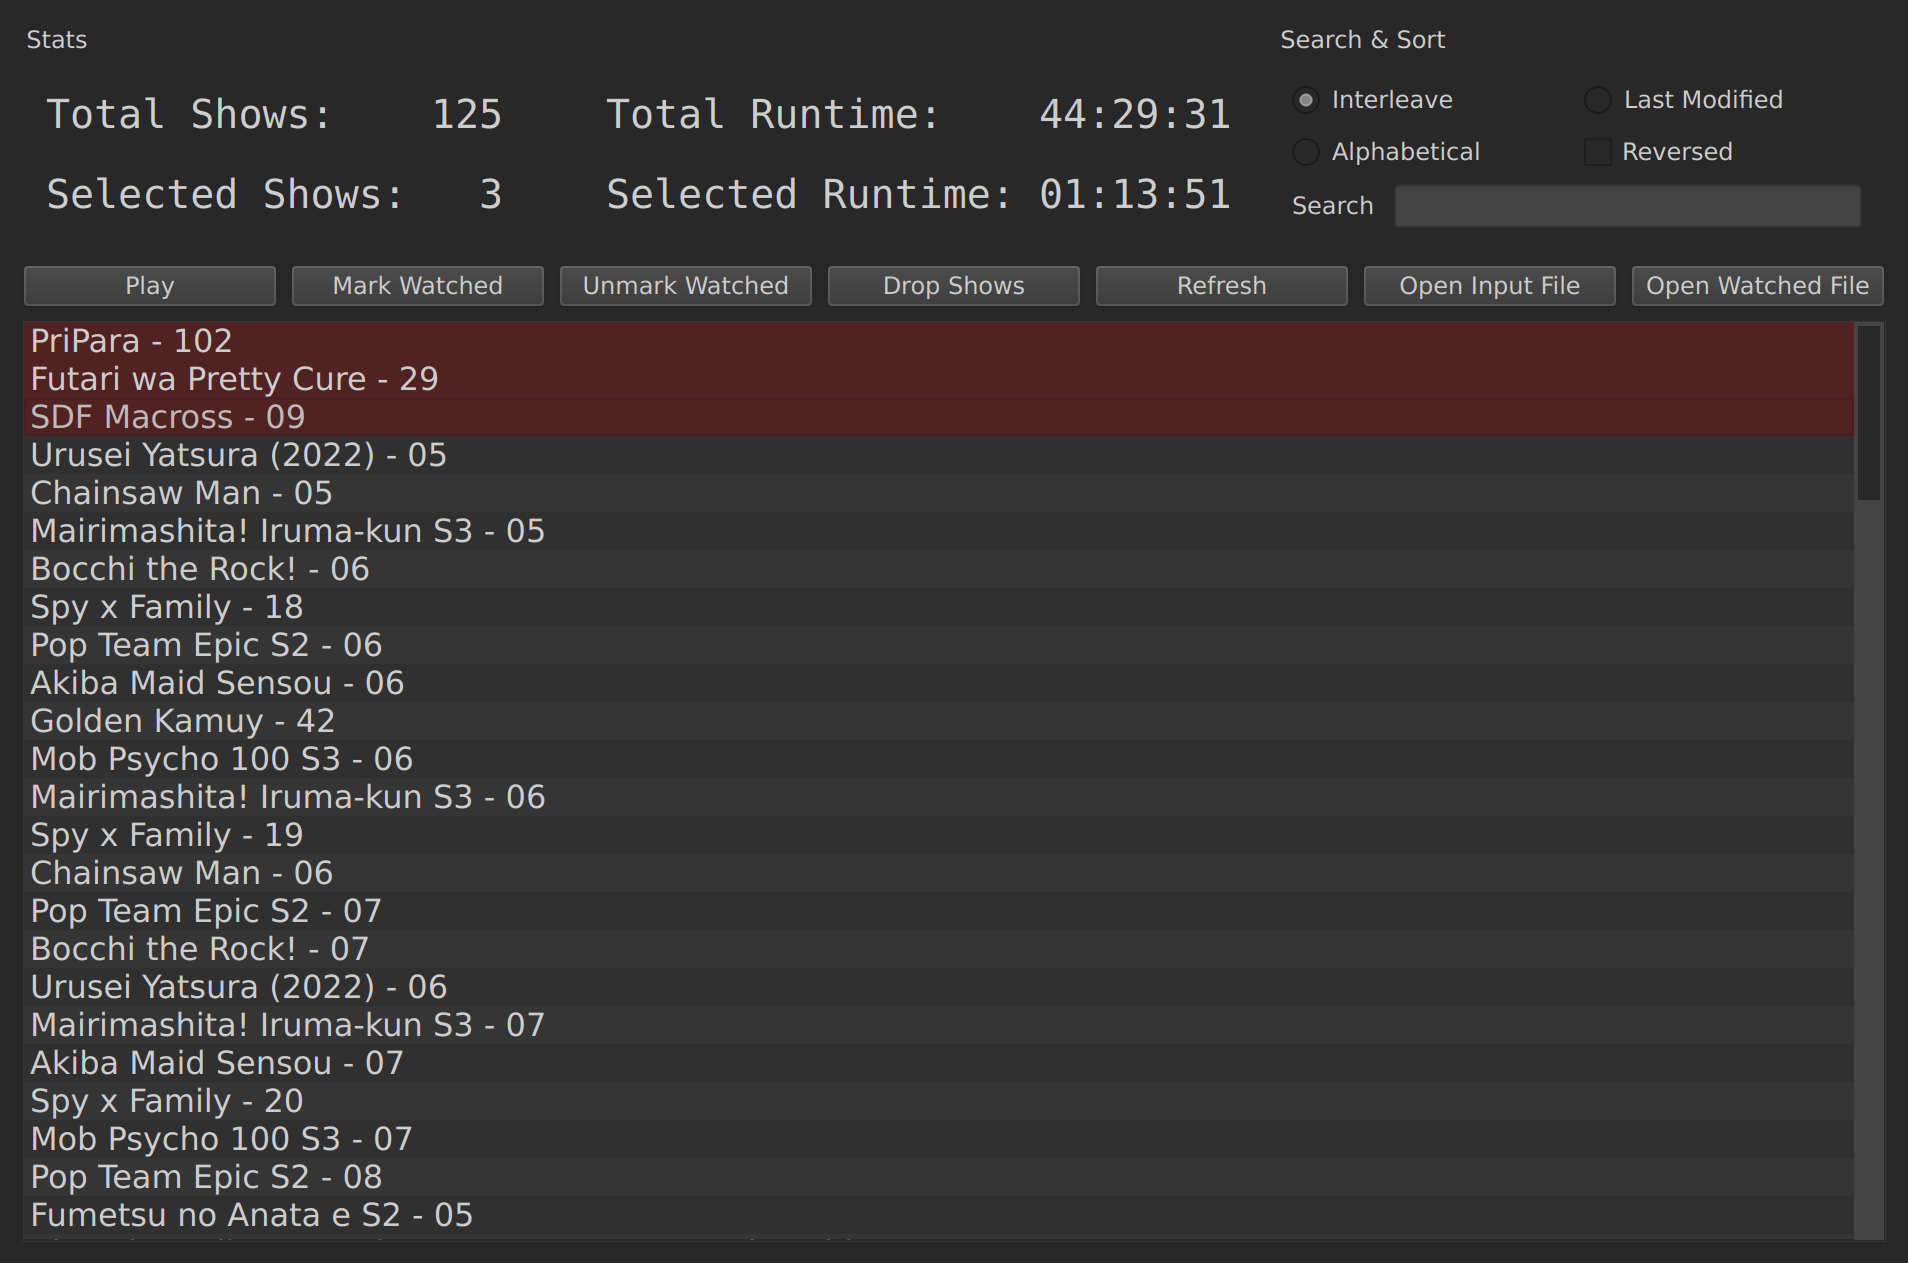 Stats
Total Shows: 125 Total Runtime: 44:29:31
Selected Shows: 3 Selected Runtime: 01:13:51
Search & Sort
Interleave Last Modified
Alphabetical Reversed
Search
Play Mark Watched Unmark Watched Drop Shows Refresh Open Input File Open Watched File
PriPara - 102
Futari wa Pretty Cure - 29
SDF Macross - 09
Urusei Yatsura (2022) - 05
Chainsaw Man - 05
Mairimashita! Iruma-kun S3 - 05
Bocchi the Rock! - 06
Spy x Family - 18
Pop Team Epic S2 - 06
Akiba Maid Sensou - 06
Golden Kamuy - 42
Mob Psycho 100 S3 - 06
Mairimashita! Iruma-kun S3 - 06
Spy x Family - 19
Chainsaw Man - 06
Pop Team Epic S2 - 07
Bocchi the Rock! - 07
Urusei Yatsura (2022) - 06
Mairimashita! Iruma-kun S3 - 07
Akiba Maid Sensou - 07
Spy x Family - 20
Mob Psycho 100 S3 - 07
Pop Team Epic S2 - 08
Fumetsu no Anata e S2 - 05